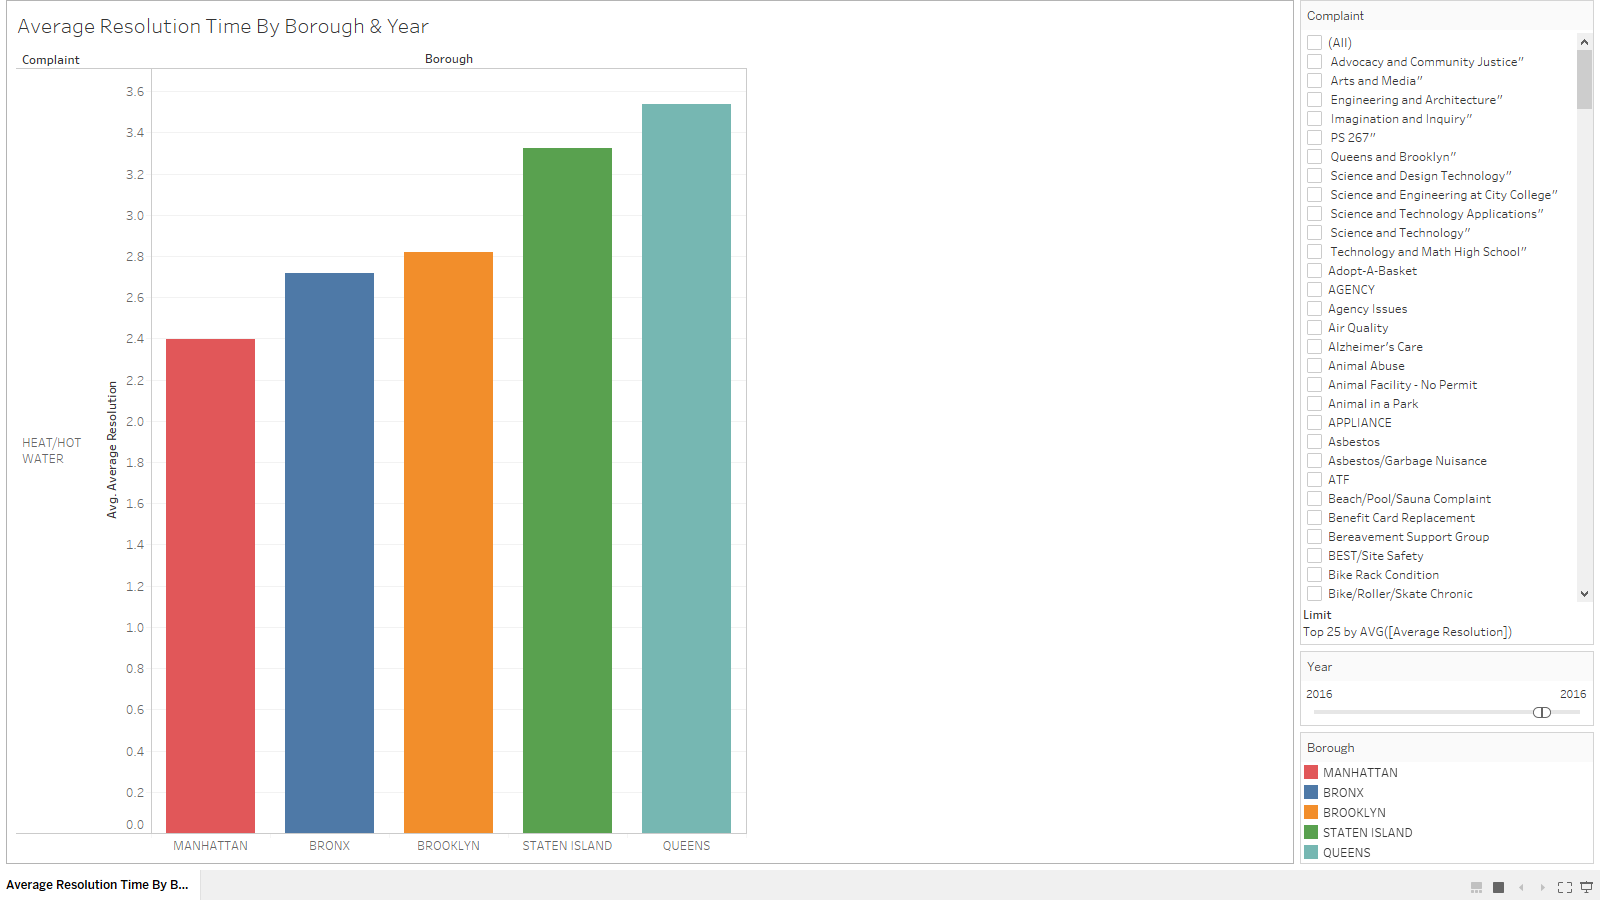 Average Resolution Time By Borough & Year
Complaint
Borough
3.6
3.4
3.2
3.0
2.8
2.6
2.4
2.2
2.0
1.8
1.6
1.4
1.2
1.0
0.8
0.6
0.4
0.2
0.0
Avg. Average Resolution
HEAT/HOT
WATER
MANHATTAN
BRONX
BROOKLYN
STATEN ISLAND
QUEENS
Complaint
(All)
Advocacy and Community Justice"
Arts and Media"
Engineering and Architecture"
Imagination and Inquiry"
PS 267"
Queens and Brooklyn"
Science and Design Technology"
Science and Engineering at City College"
Science and Technology Applications"
Science and Technology"
Technology and Math High School"
Adopt-A-Basket
AGENCY
Agency Issues
Air Quality
Alzheimer's Care
Animal Abuse
Animal Facility - No Permit
Animal in a Park
APPLIANCE
Asbestos
Asbestos/Garbage Nuisance
ATF
Beach/Pool/Sauna Complaint
Benefit Card Replacement
Bereavement Support Group
BEST/Site Safety
Bike Rack Condition
Bike/Roller/Skate Chronic
Limit
Top 25 by AVG([Average Resolution])
Year
2016 2016
Borough
MANHATTAN
BRONX
BROOKLYN
STATEN ISLAND
QUEENS
Average Resolution Time By B...